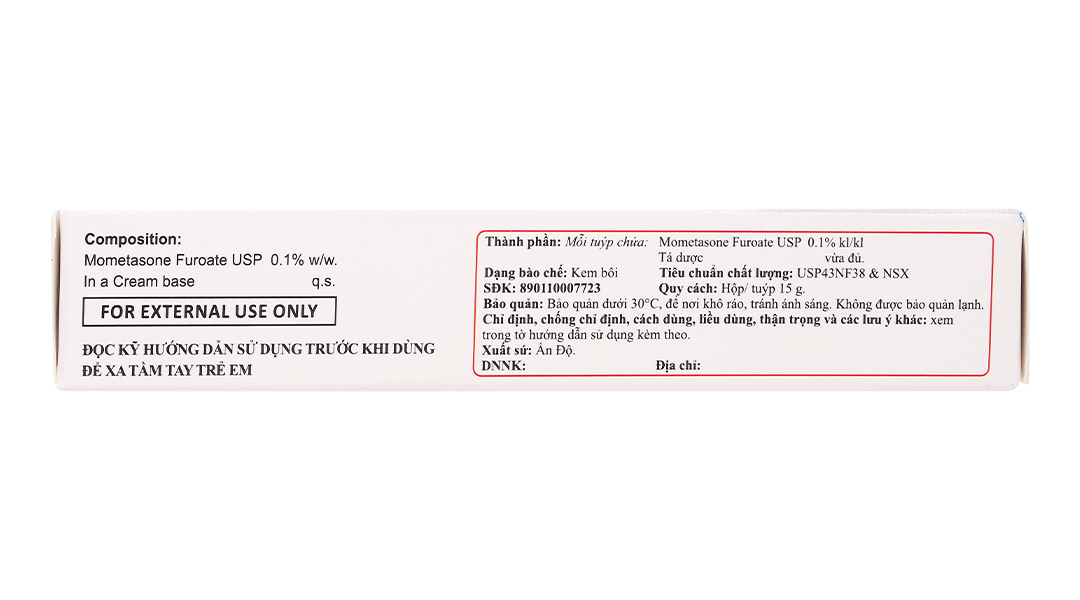 Composition:
Mometasone Furoate USP 0.1% w/w.
In a Cream base q.s.
FOR EXTERNAL USE ONLY
ĐỌC KỸ HƯỚNG DẪN SỬ DỤNG TRƯỚC KHI DÙNG
ĐỂ XA TẦM TAY TRẺ EM
Thành phần: Mỗi tuýp chứa: Mometasone Furoate USP 0.1% kl/kl
Tá dược vừa đủ.
Dạng bào chế: Kem bôi Tiêu chuẩn chất lượng: USP43NF38 & NSX
SĐK: 890110007723 Quy cách: Hộp/ tuýp 15 g.
Bảo quản: Bảo quản dưới 30°C, để nơi khô ráo, tránh ánh sáng. Không được bảo quản lạnh.
Chỉ định, chống chỉ định, cách dùng, liều dùng, thận trọng và các lưu ý khác: xem
trong tờ hướng dẫn sử dụng kèm theo.
Xuất sứ: Ấn Độ.
DNNK: Địa chỉ: